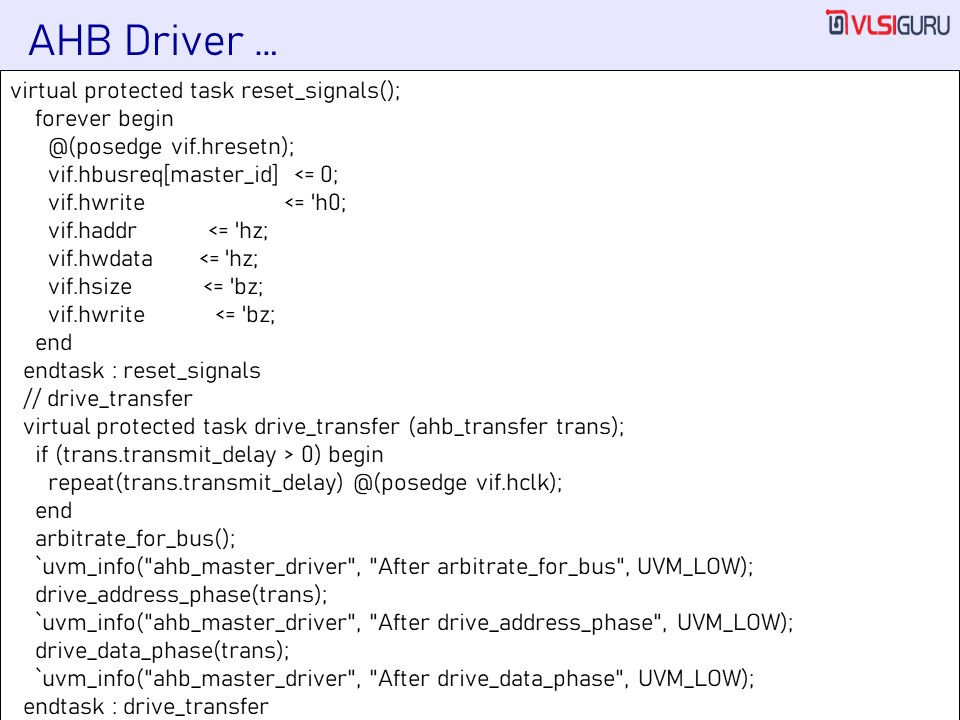 AHB Driver ...
VLSIGURU
virtual protected task reset_signals();
forever begin
@(posedge vif.hresetn);
vif.hbusreq[master_id] <= 0;
vif.hwrite <= 'h0;
vif.haddr <= 'hz;
vif.hwdata <= 'hz;
vif.hsize <= 'bz;
vif.hwrite <= 'bz;
end
endtask : reset_signals
// drive_transfer
virtual protected task drive_transfer (ahb_transfer trans);
if (trans.transmit_delay > 0) begin
repeat(trans.transmit_delay) @(posedge vif.hclk);
end
arbitrate_for_bus();
`uvm_info("ahb_master_driver", "After arbitrate_for_bus", UVM_LOW);
drive_address_phase(trans);
`uvm_info("ahb_master_driver", "After drive_address_phase", UVM_LOW);
drive_data_phase(trans);
`uvm_info("ahb_master_driver", "After drive_data_phase", UVM_LOW);
endtask : drive_transfer